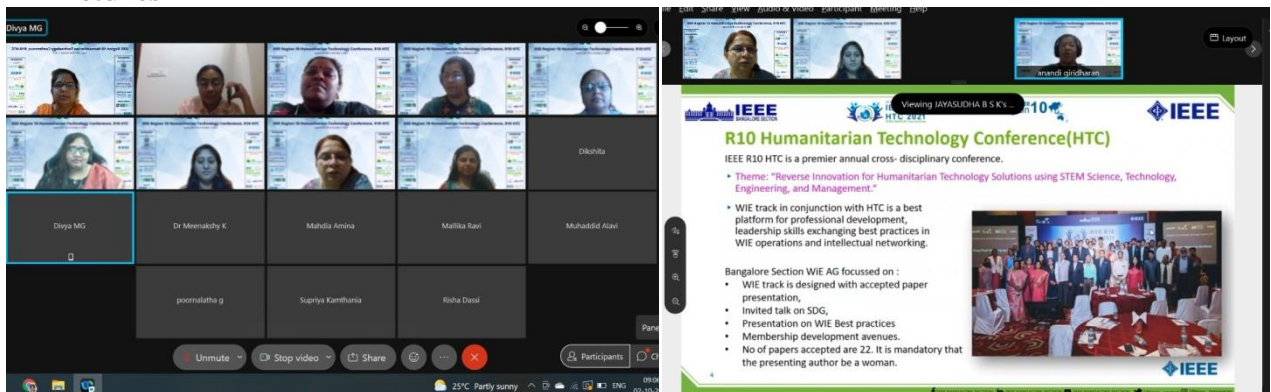 Divya MG
Dikshita
Divya MG
Dr Meenakshy K
Mahdia Amina
Mallika Ravi
Muhaddid Alavi
poornalatha g
Supriya Kamthania
Risha Dassi
Unmute
Stop video
Share
Participants
25°C Partly sunny
ENG
Edit Share View Audio & Video Participant Meeting Help
Layout
anandi giridharan
Viewing JAYASUDHA B S K's ...
IEEE
BANGALORE SECTION
HTC 2021
IEEE
R10 Humanitarian Technology Conference(HTC)
IEEE R10 HTC is a premier annual cross- disciplinary conference.
Theme: "Reverse Innovation for Humanitarian Technology Solutions using STEM Science, Technology,
Engineering, and Management."
WIE track in conjunction with HTC is a best
platform for professional development,
leadership skills exchanging best practices in
WIE operations and intellectual networking.
Bangalore Section WiE AG focussed on :
• WIE track is designed with accepted paper
presentation,
• Invited talk on SDG,
• Presentation on WIE Best practices
• Membership development avenues.
• No of papers accepted are 22. It is mandatory that
the presenting author be a woman.
4
IEEE